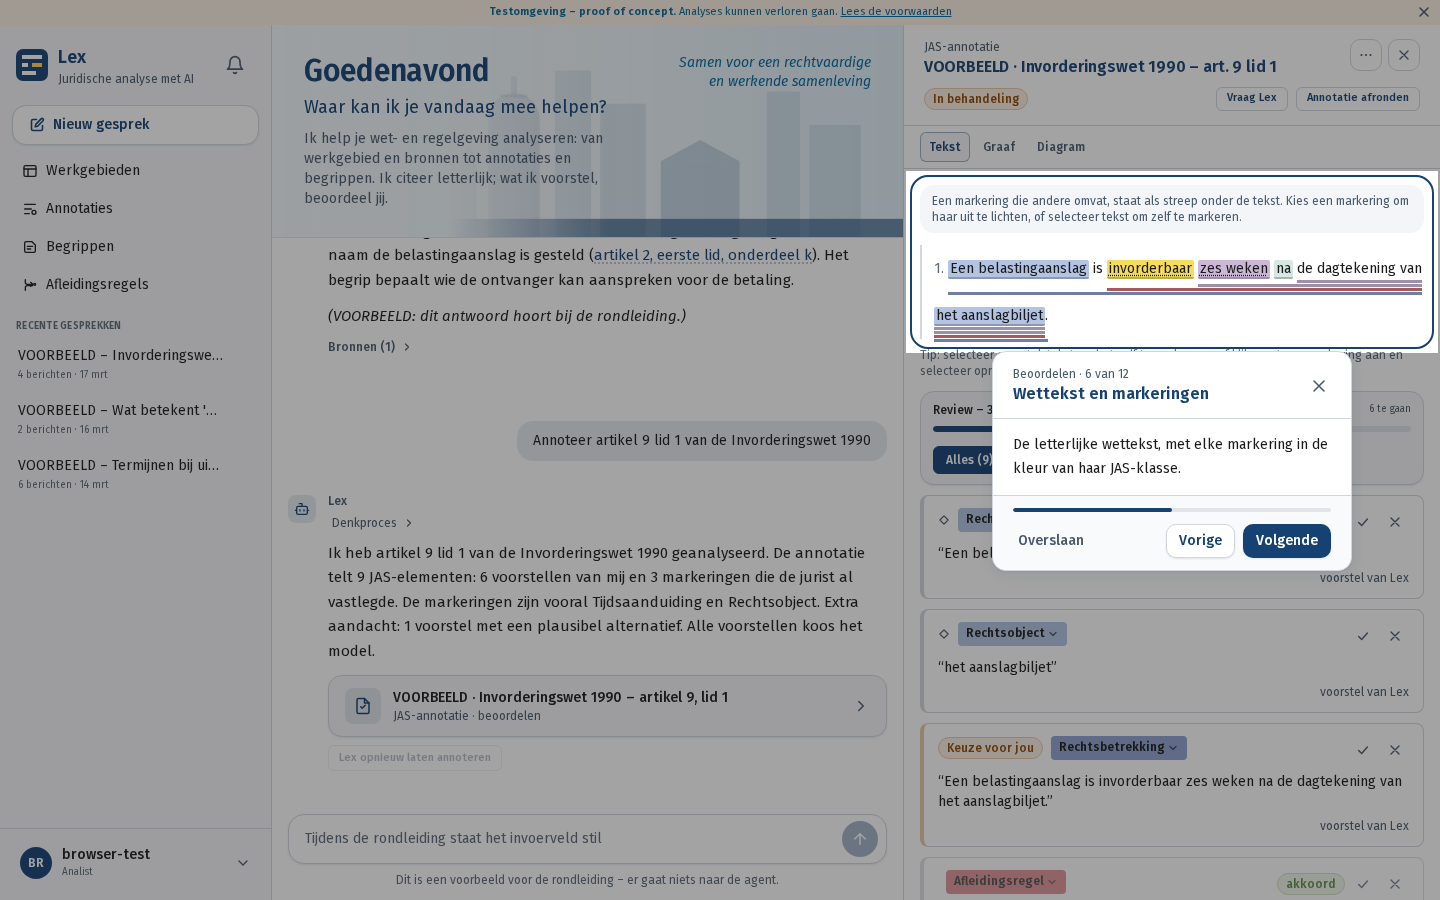 Testomgeving – proof of concept. Analyses kunnen verloren gaan. Lees de voorwaarden
Lex
Juridische analyse met AI
Nieuw gesprek
Werkgebieden
Annotaties
Begrippen
Afleidingsregels
RECENTE GESPREKKEN
VOORBEELD – Invorderingswe…
4 berichten · 17 mrt
VOORBEELD – Wat betekent '…
2 berichten · 16 mrt
VOORBEELD – Termijnen bij ui…
6 berichten · 14 mrt
BR
browser-test
Analist
Goedenavond
Waar kan ik je vandaag mee helpen?
Ik help je wet- en regelgeving analyseren: van
werkgebied en bronnen tot annotaties en
begrippen. Ik citeer letterlijk; wat ik voorstel,
beoordeel jij.
Samen voor een rechtvaardige
en werkende samenleving
naam de belastingaanslag is gesteld (artikel 2, eerste lid, onderdeel k). Het
begrip bepaalt wie de ontvanger kan aanspreken voor de betaling.
(VOORBEELD: dit antwoord hoort bij de rondleiding.)
Bronnen (1)
Annoteer artikel 9 lid 1 van de Invorderingswet 1990
Lex
Denkproces
Ik heb artikel 9 lid 1 van de Invorderingswet 1990 geanalyseerd. De annotatie
telt 9 JAS-elementen: 6 voorstellen van mij en 3 markeringen die de jurist al
vastlegde. De markeringen zijn vooral Tijdsaanduiding en Rechtsobject. Extra
aandacht: 1 voorstel met een plausibel alternatief. Alle voorstellen koos het
model.
VOORBEELD · Invorderingswet 1990 – artikel 9, lid 1
JAS-annotatie · beoordelen
Lex opnieuw laten annoteren
Tijdens de rondleiding staat het invoerveld stil
Dit is een voorbeeld voor de rondleiding – er gaat niets naar de agent.
JAS-annotatie
VOORBEELD · Invorderingswet 1990 – art. 9 lid 1
In behandeling
Vraag Lex
Annotatie afronden
Tekst
Graaf
Diagram
Een markering die andere omvat, staat als streep onder de tekst. Kies een markering om
haar uit te lichten, of selecteer tekst om zelf te markeren.
1. Een belastingaanslag is invorderbaar zes weken na de dagtekening van
het aanslagbiljet.
Tip: selecteer
aan en
selecteer
Beoordelen · 6 van 12
Wettekst en markeringen
De letterlijke wettekst, met elke markering in de
kleur van haar JAS-klasse.
Overslaan
Vorige
Volgende
Review – 3
6 te gaan
Alles (9)
Rech
“Een bel
voorstel van Lex
Rechtsobject
“het aanslagbiljet”
voorstel van Lex
Keuze voor jou
Rechtsbetrekking
“Een belastingaanslag is invorderbaar zes weken na de dagtekening van
het aanslagbiljet.”
voorstel van Lex
Afleidingsregel
akkoord